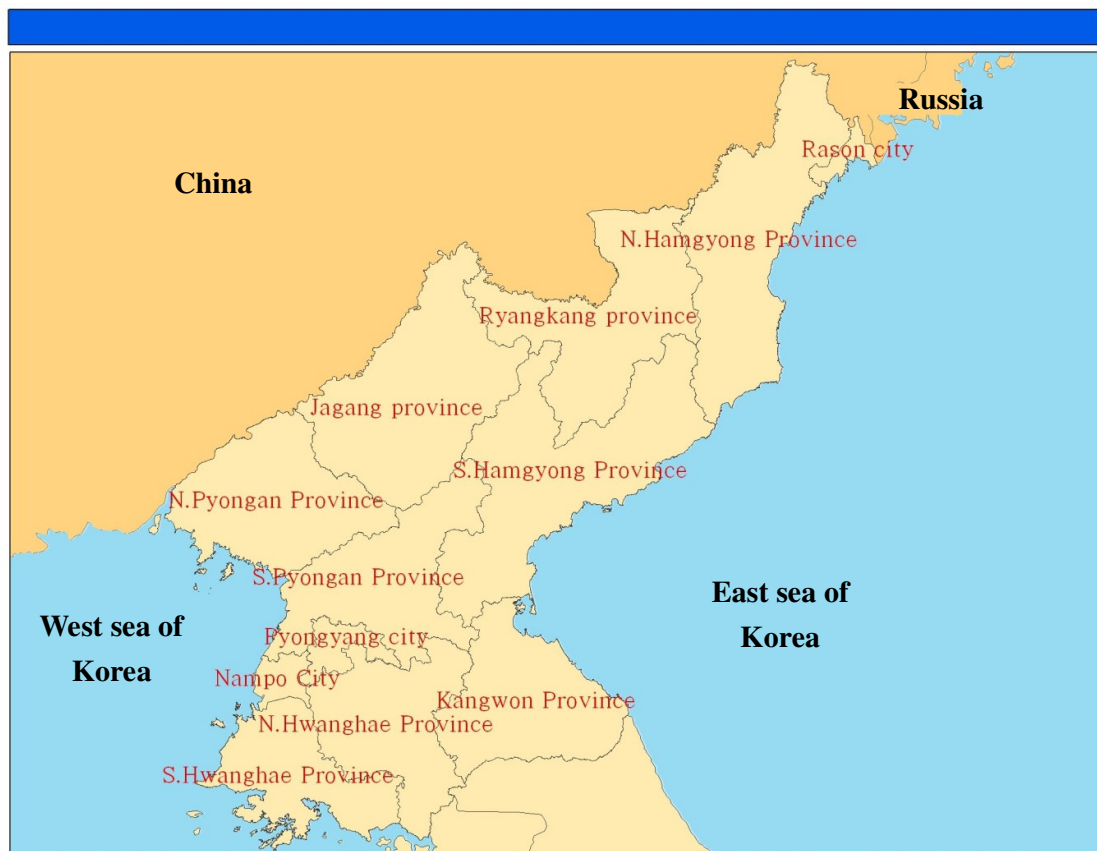 Russia
Rason city
China
N.Hamgyong Province
Ryangkang province
Jagang province
S.Hamgyong Province
N.Pyongan Province
S.Pyongan Province
East sea of
Korea
West sea of
Korea
Pyongyang city
Nampo City
Kangwon Province
N.Hwanghae Province
S.Hwanghae Province